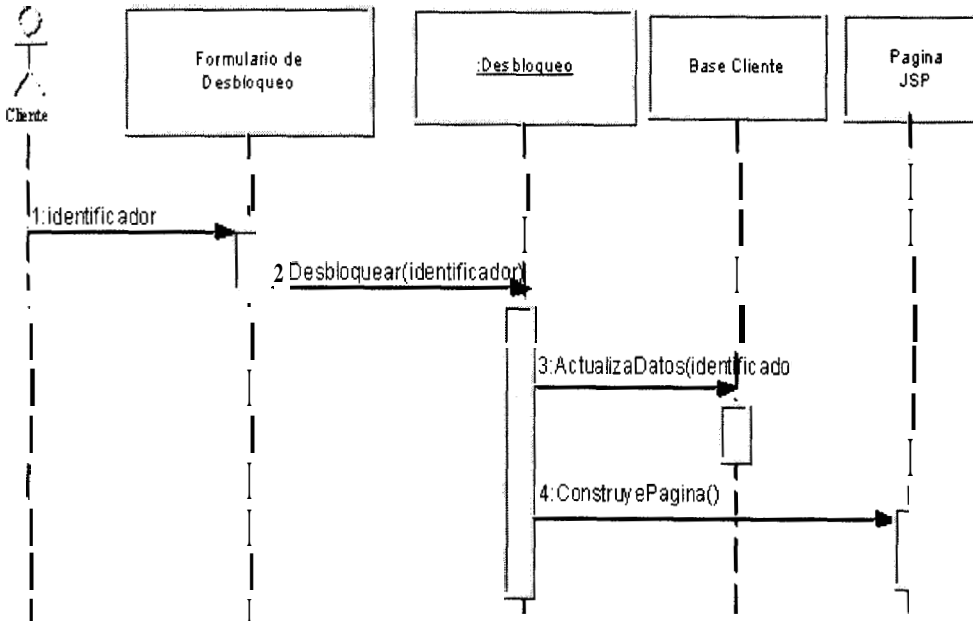 Formulario de
Desbloqueo
:Desbloqueo
Base Cliente
Pagina
JSP
Cliente
1:identificador
2 Desbloquear(identificador)
3:ActualizaDatos(identificado
4:ConstruyePagina()